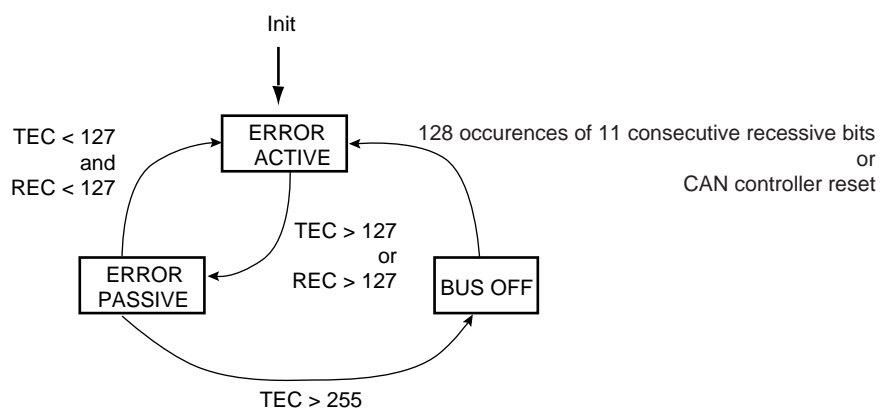 Init
ERROR
ACTIVE
TEC < 127
and
REC < 127
128 occurences of 11 consecutive recessive bits
or
CAN controller reset
TEC > 127
or
REC > 127
ERROR
PASSIVE
BUS OFF
TEC > 255